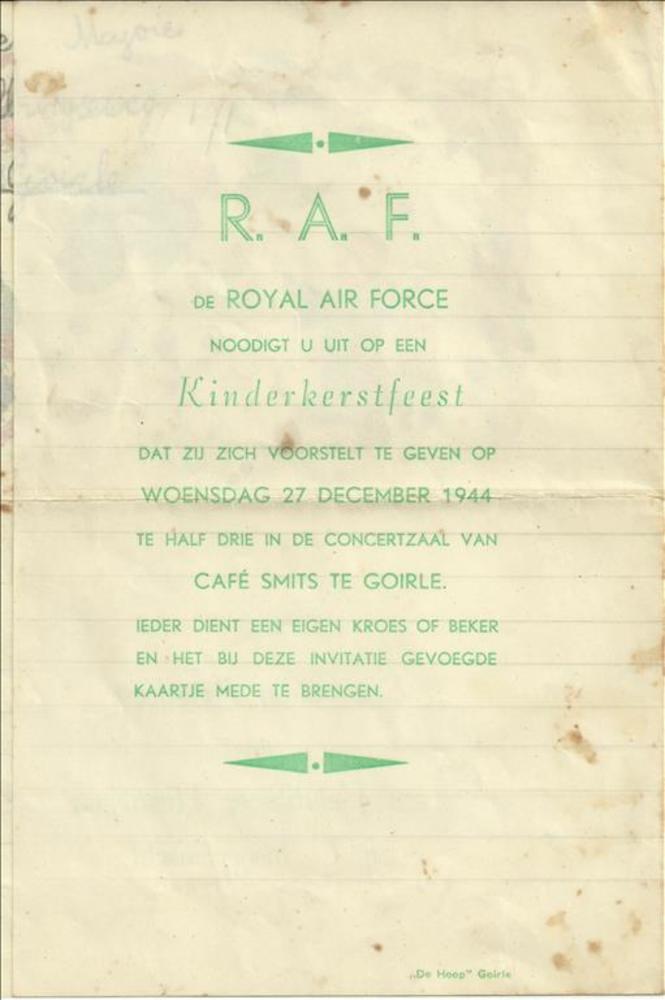 R. A. F.
DE ROYAL AIR FORCE
NOODIGT U UIT OP EEN
Kinderkerstfeest
DAT ZIJ ZICH VOORSTELT TE GEVEN OP
WOENSDAG 27 DECEMBER 1944
TE HALF DRIE IN DE CONCERTZAAL VAN
CAFÉ SMITS TE GOIRLE.
IEDER DIENT EEN EIGEN KROES OF BEKER
EN HET BIJ DEZE INVITATIE GEVOEGDE
KAARTJE MEDE TE BRENGEN.
„De Hoop" Goirle